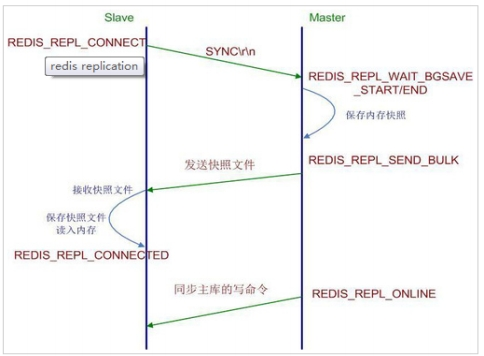 Slave
Master
REDIS_REPL_CONNECT
SYNC\r\n
redis replication
REDIS_REPL_WAIT_BGSAVE
_START/END
保存内存快照
REDIS_REPL_SEND_BULK
发送快照文件
接收快照文件
保存快照文件
读入内存
REDIS_REPL_CONNECTED
同步主库的写命令
REDIS_REPL_ONLINE